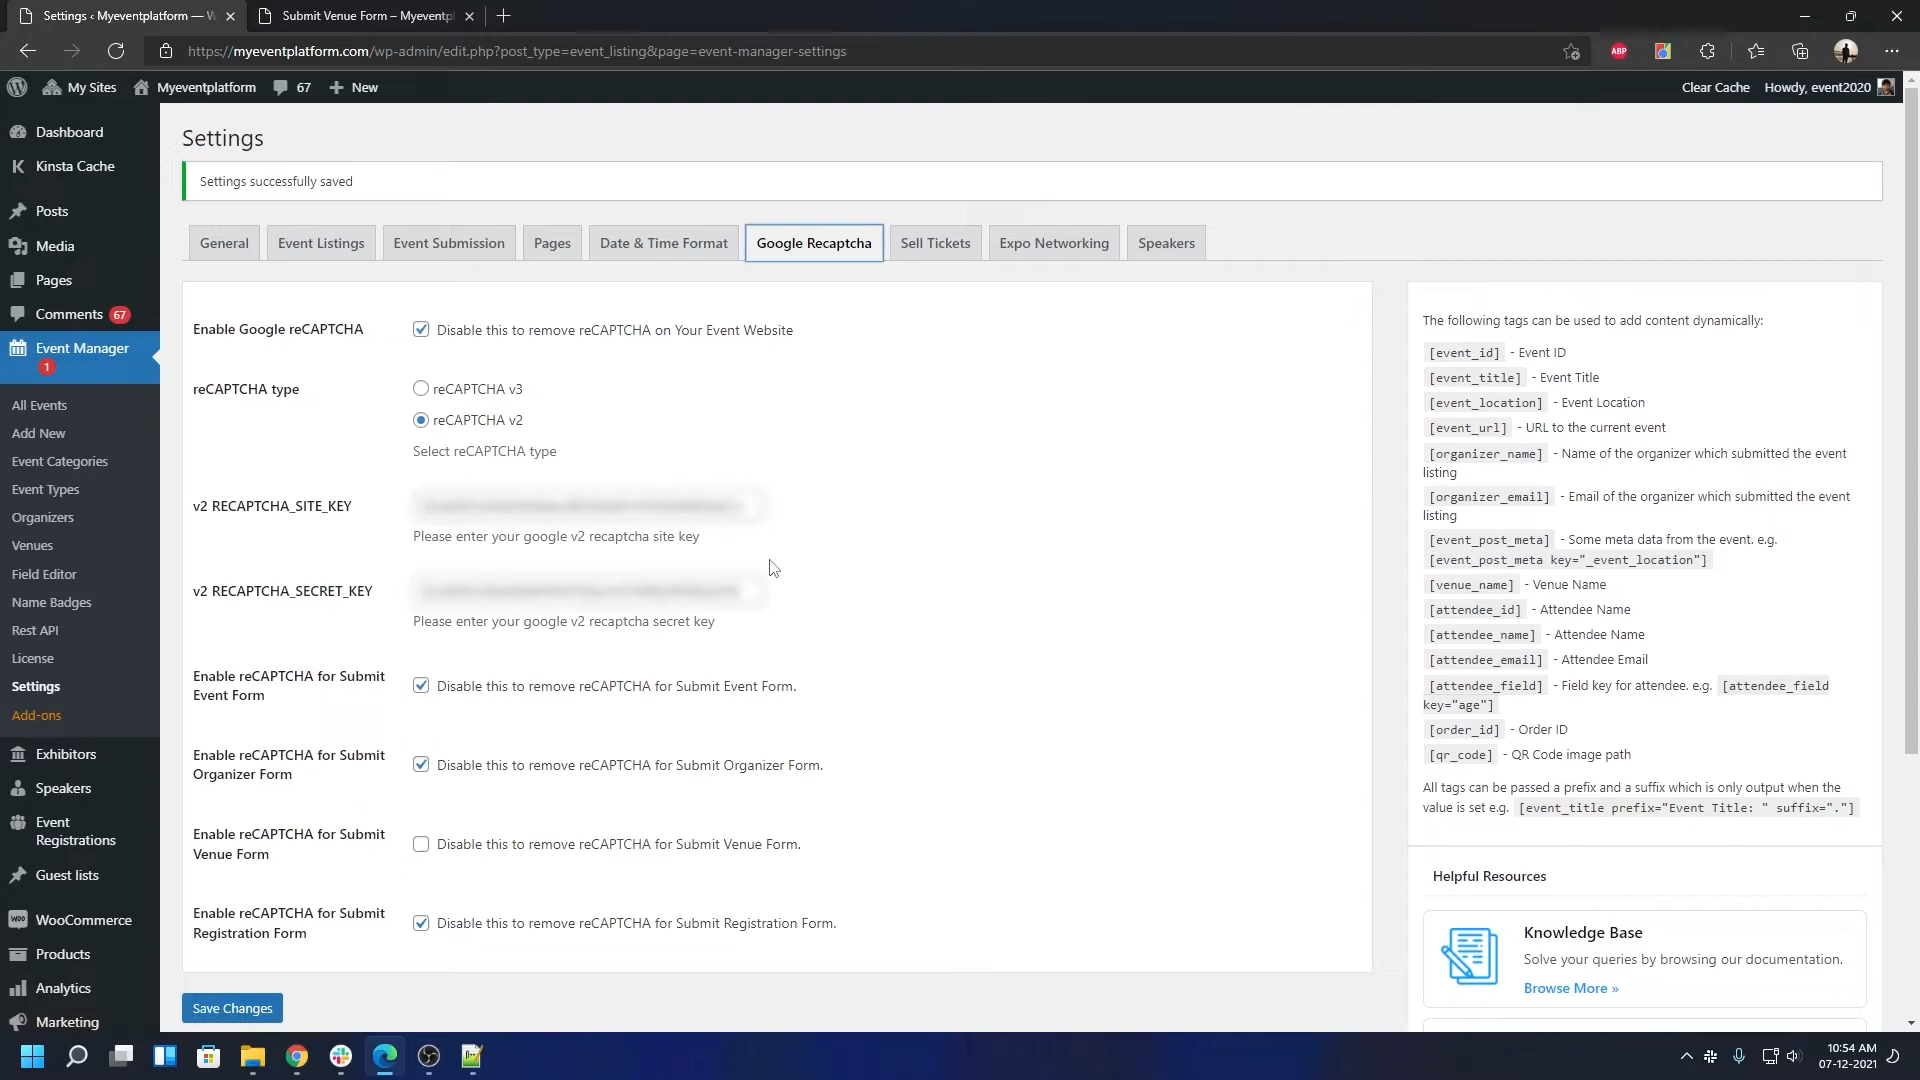 Settings ‹ Myeventplatform — W
Submit Venue Form – Myeventpl
https://myeventplatform.com/wp-admin/edit.php?post_type=event_listing&page=event-manager-settings
ABP
My Sites
Myeventplatform
67
New
Clear Cache
Howdy, event2020
Dashboard
Kinsta Cache
Posts
Media
Pages
Comments 67
Event Manager
1
All Events
Add New
Event Categories
Event Types
Organizers
Venues
Field Editor
Name Badges
Rest API
License
Settings
Add-ons
Exhibitors
Speakers
Event
Registrations
Guest lists
WooCommerce
Products
Analytics
Marketing
Settings
Settings successfully saved
General
Event Listings
Event Submission
Pages
Date & Time Format
Google Recaptcha
Sell Tickets
Expo Networking
Speakers
Enable Google reCAPTCHA
Disable this to remove reCAPTCHA on Your Event Website
reCAPTCHA type
reCAPTCHA v3
reCAPTCHA v2
Select reCAPTCHA type
v2 RECAPTCHA_SITE_KEY
Please enter your google v2 recaptcha site key
v2 RECAPTCHA_SECRET_KEY
Please enter your google v2 recaptcha secret key
Enable reCAPTCHA for Submit
Event Form
Disable this to remove reCAPTCHA for Submit Event Form.
Enable reCAPTCHA for Submit
Organizer Form
Disable this to remove reCAPTCHA for Submit Organizer Form.
Enable reCAPTCHA for Submit
Venue Form
Disable this to remove reCAPTCHA for Submit Venue Form.
Enable reCAPTCHA for Submit
Registration Form
Disable this to remove reCAPTCHA for Submit Registration Form.
Save Changes
The following tags can be used to add content dynamically:
[event_id] - Event ID
[event_title] - Event Title
[event_location] - Event Location
[event_url] - URL to the current event
[organizer_name] - Name of the organizer which submitted the event
listing
[organizer_email] - Email of the organizer which submitted the event
listing
[event_post_meta] - Some meta data from the event. e.g.
[event_post_meta key="_event_location"]
[venue_name] - Venue Name
[attendee_id] - Attendee Name
[attendee_name] - Attendee Name
[attendee_email] - Attendee Email
[attendee_field] - Field key for attendee. e.g. [attendee_field
key="age"]
[order_id] - Order ID
[qr_code] - QR Code image path
All tags can be passed a prefix and a suffix which is only output when the
value is set e.g. [event_title prefix="Event Title: " suffix="."]
Helpful Resources
Knowledge Base
Solve your queries by browsing our documentation.
Browse More »
10:54 AM
07-12-2021